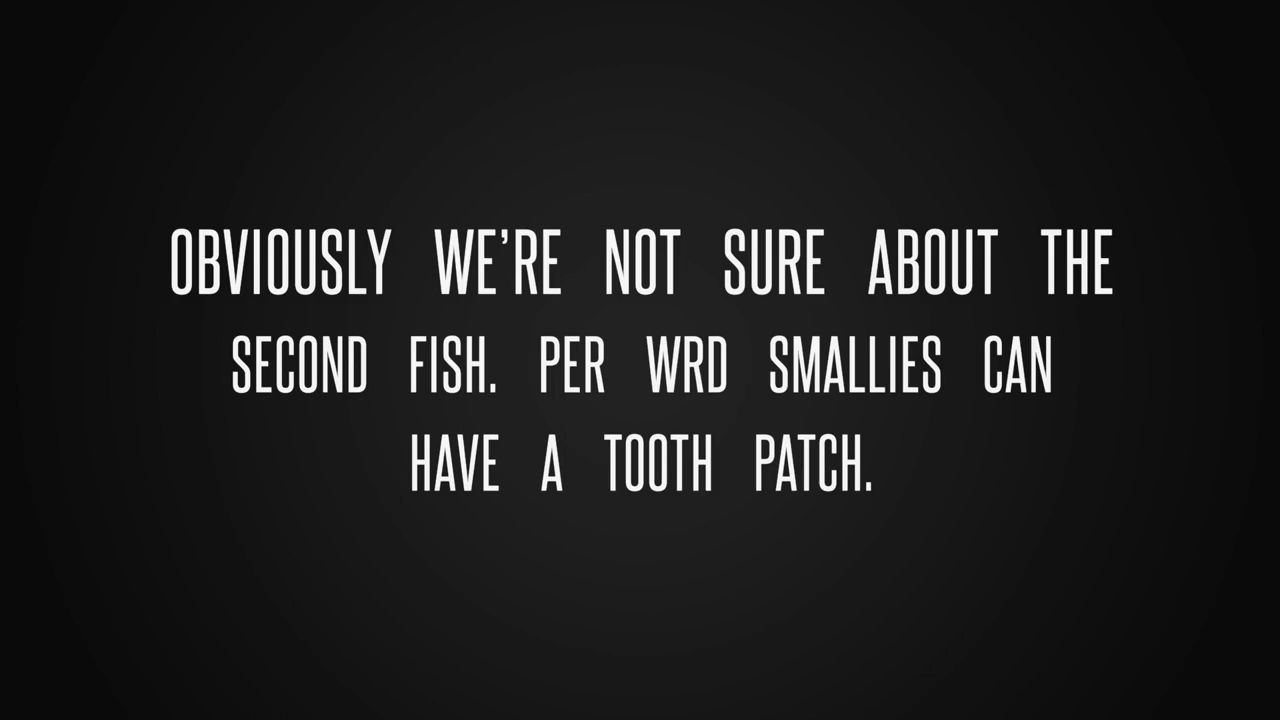 OBVIOUSLY WE'RE NOT SURE ABOUT THE
SECOND FISH. PER WRD SMALLIES CAN
HAVE A TOOTH PATCH.